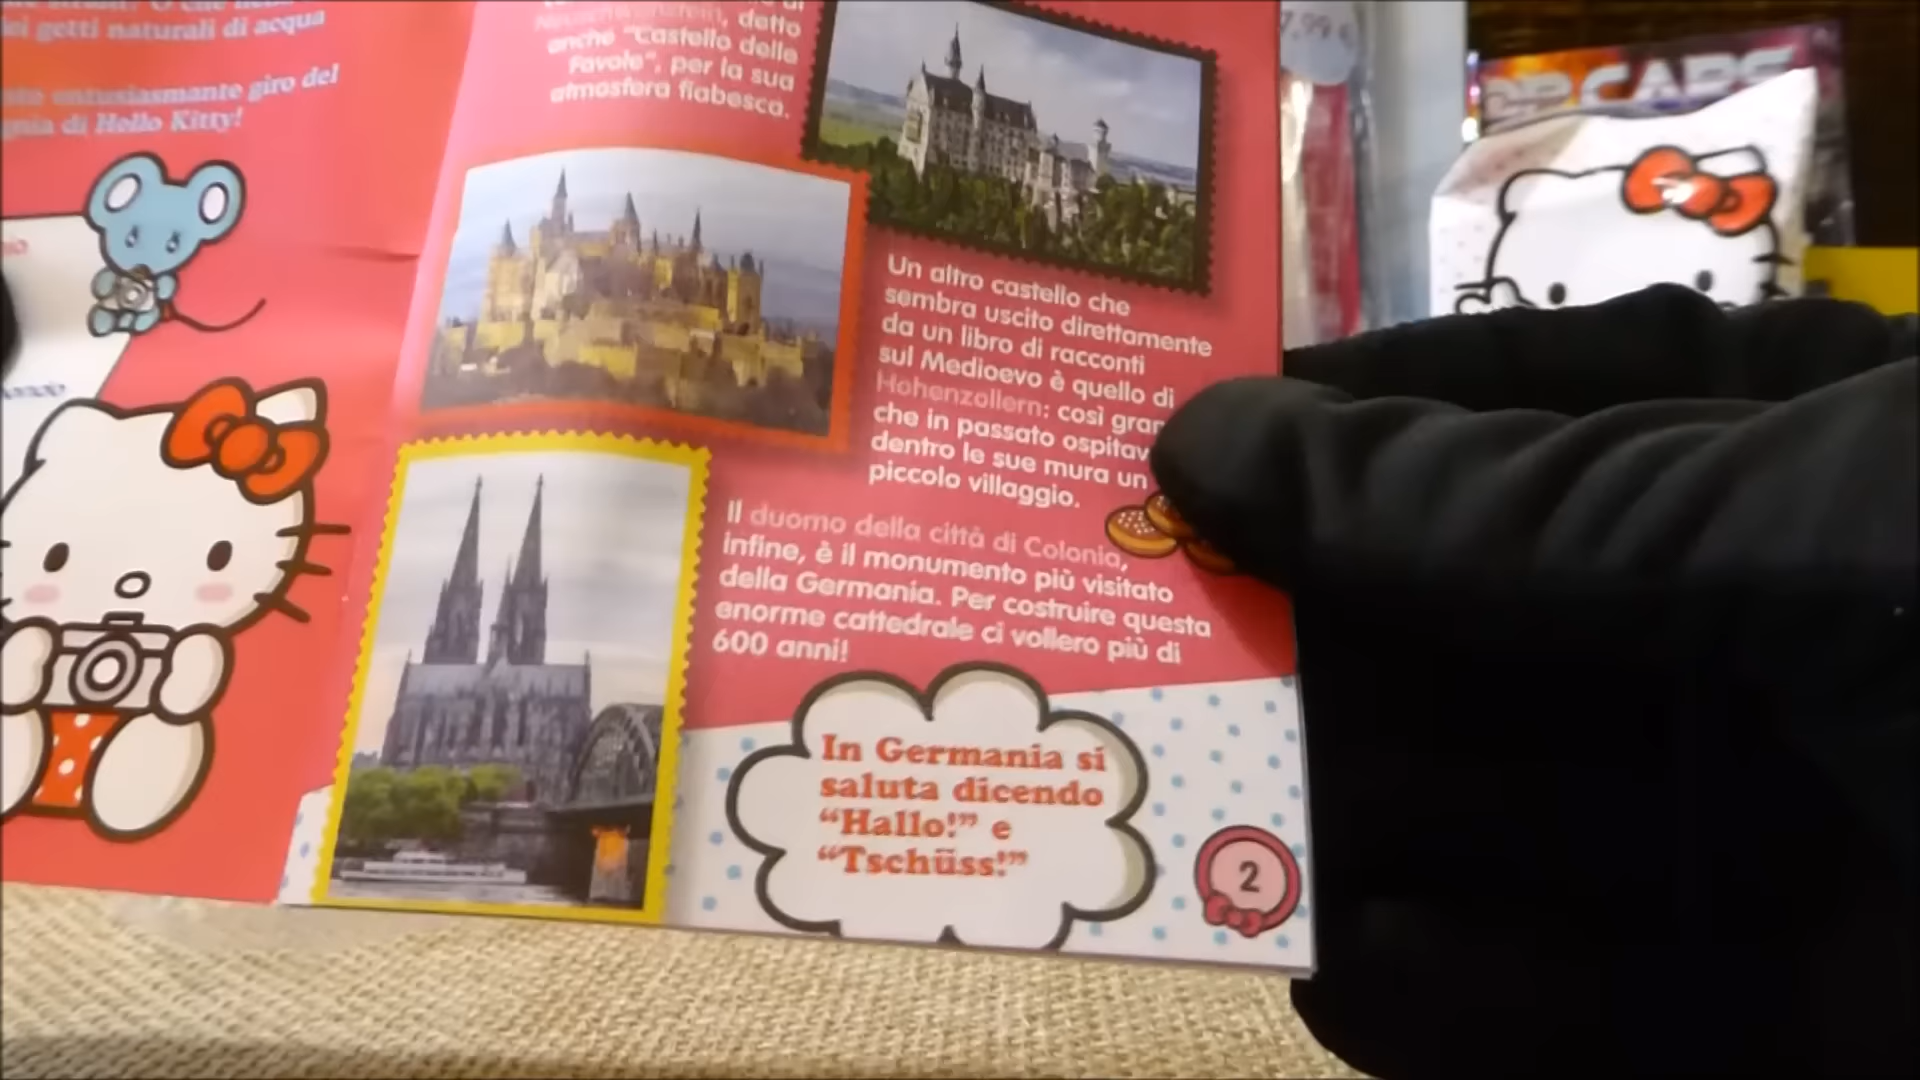 getti naturali di acqua
entusiasmante giro del
di Hello Kitty!
Neuschwanstein, detto
anche "Castello delle
Favole", per la sua
atmosfera fiabesca.
Un altro castello che
sembra uscito direttamente
da un libro di racconti
sul Medioevo è quello di
Hohenzollern: così
che in passato
dentro le sue mura un
piccolo villaggio.
Il duomo della città di Colonia,
infine, è il monumento più visitato
della Germania. Per costruire questa
enorme cattedrale ci vollero più di
600 anni!
In Germania si
saluta dicendo
“Hallo!” e
“Tschüss!”
2
7,99 €